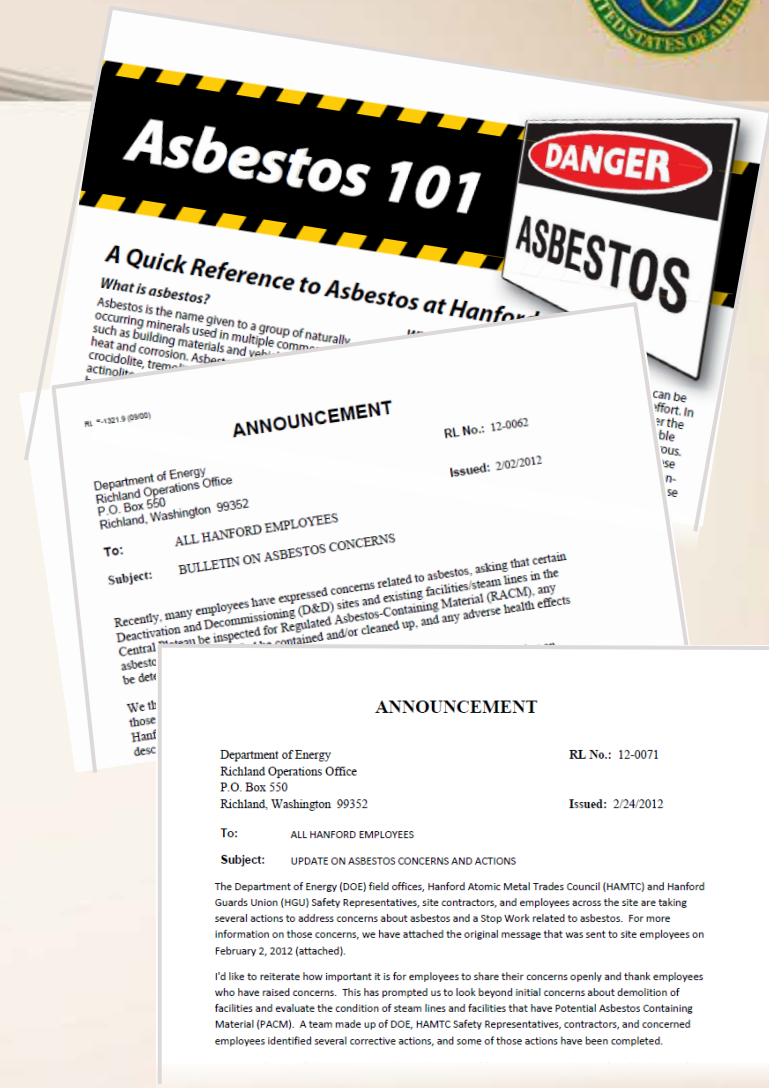 UNITED STATES OF AMERICA
Asbestos 101
DANGER
ASBESTOS
A Quick Reference to Asbestos at Hanford
What is asbestos?
Asbestos is the name given to a group of naturally
occurring minerals used in multiple
such as building materials and
heat and corrosion.
crocidolite,
can be
effort. In
the
ANNOUNCEMENT
RL No.: 12-0062
Issued: 2/02/2012
Department of Energy
Richland Operations Office
P.O. Box 550
Richland, Washington 99352
To: ALL HANFORD EMPLOYEES
Subject: BULLETIN ON ASBESTOS CONCERNS
Recently, many employees have expressed concerns related to asbestos, asking that certain
Deactivation and Decommissioning (D&D) sites and existing facilities/steam lines in the
Central Plateau be inspected for Regulated Asbestos-Containing Material (RACM), any
be contained and/or cleaned up, and any adverse health effects
be
We
those
ANNOUNCEMENT
Department of Energy RL No.: 12-0071
Richland Operations Office
P.O. Box 550
Richland, Washington 99352 Issued: 2/24/2012
To: ALL HANFORD EMPLOYEES
Subject: UPDATE ON ASBESTOS CONCERNS AND ACTIONS
The Department of Energy (DOE) field offices, Hanford Atomic Metal Trades Council (HAMTC) and Hanford
Guards Union (HGU) Safety Representatives, site contractors, and employees across the site are taking
several actions to address concerns about asbestos and a Stop Work related to asbestos. For more
information on those concerns, we have attached the original message that was sent to site employees on
February 2, 2012 (attached).
I'd like to reiterate how important it is for employees to share their concerns openly and thank employees
who have raised concerns. This has prompted us to look beyond initial concerns about demolition of
facilities and evaluate the condition of steam lines and facilities that have Potential Asbestos Containing
Material (PACM). A team made up of DOE, HAMTC Safety Representatives, contractors, and concerned
employees identified several corrective actions, and some of those actions have been completed.